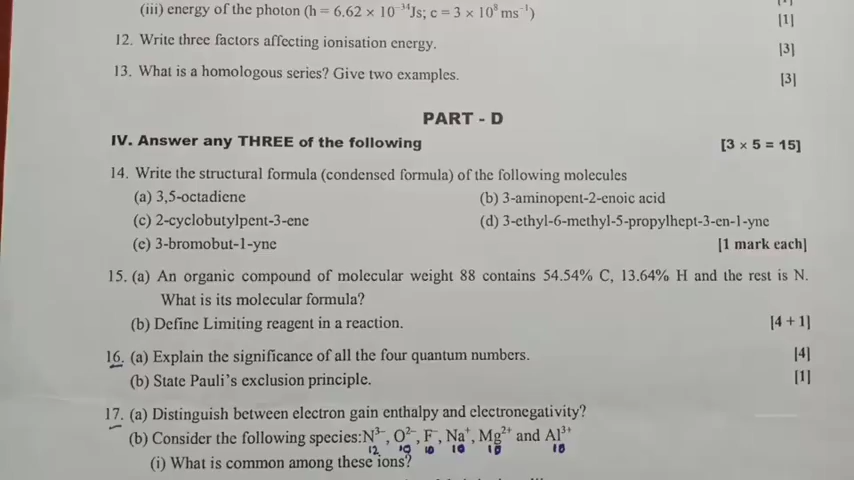 (iii) energy of the photon (h = 6.62 × 10⁻³⁴Js; c = 3 × 10⁸ ms⁻¹) [1]
12. Write three factors affecting ionisation energy. [3]
13. What is a homologous series? Give two examples. [3]
PART - D
IV. Answer any THREE of the following [3 × 5 = 15]
14. Write the structural formula (condensed formula) of the following molecules
(a) 3,5-octadiene (b) 3-aminopent-2-enoic acid
(c) 2-cyclobutylpent-3-ene (d) 3-ethyl-6-methyl-5-propylhept-3-en-1-yne
(e) 3-bromobut-1-yne [1 mark each]
15. (a) An organic compound of molecular weight 88 contains 54.54% C, 13.64% H and the rest is N.
What is its molecular formula?
(b) Define Limiting reagent in a reaction. [4 + 1]
16. (a) Explain the significance of all the four quantum numbers. [4]
(b) State Pauli's exclusion principle. [1]
17. (a) Distinguish between electron gain enthalpy and electronegativity?
(b) Consider the following species:N³⁻, O²⁻, F⁻, Na⁺, Mg²⁺ and Al³⁺
12 10 10 10 10 10
(i) What is common among these ions?